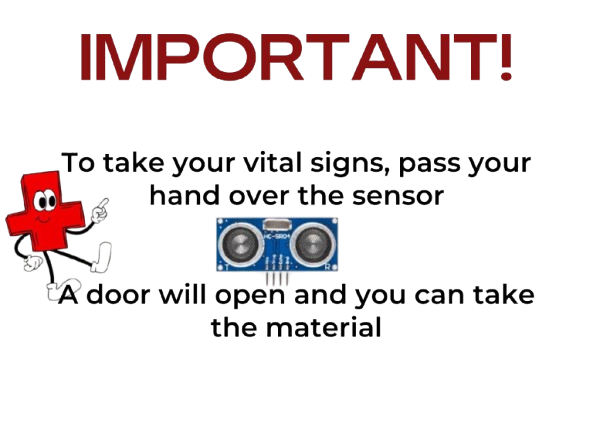 IMPORTANT!
To take your vital signs, pass your
hand over the sensor
HC-SR04
T
R
A door will open and you can take
the material